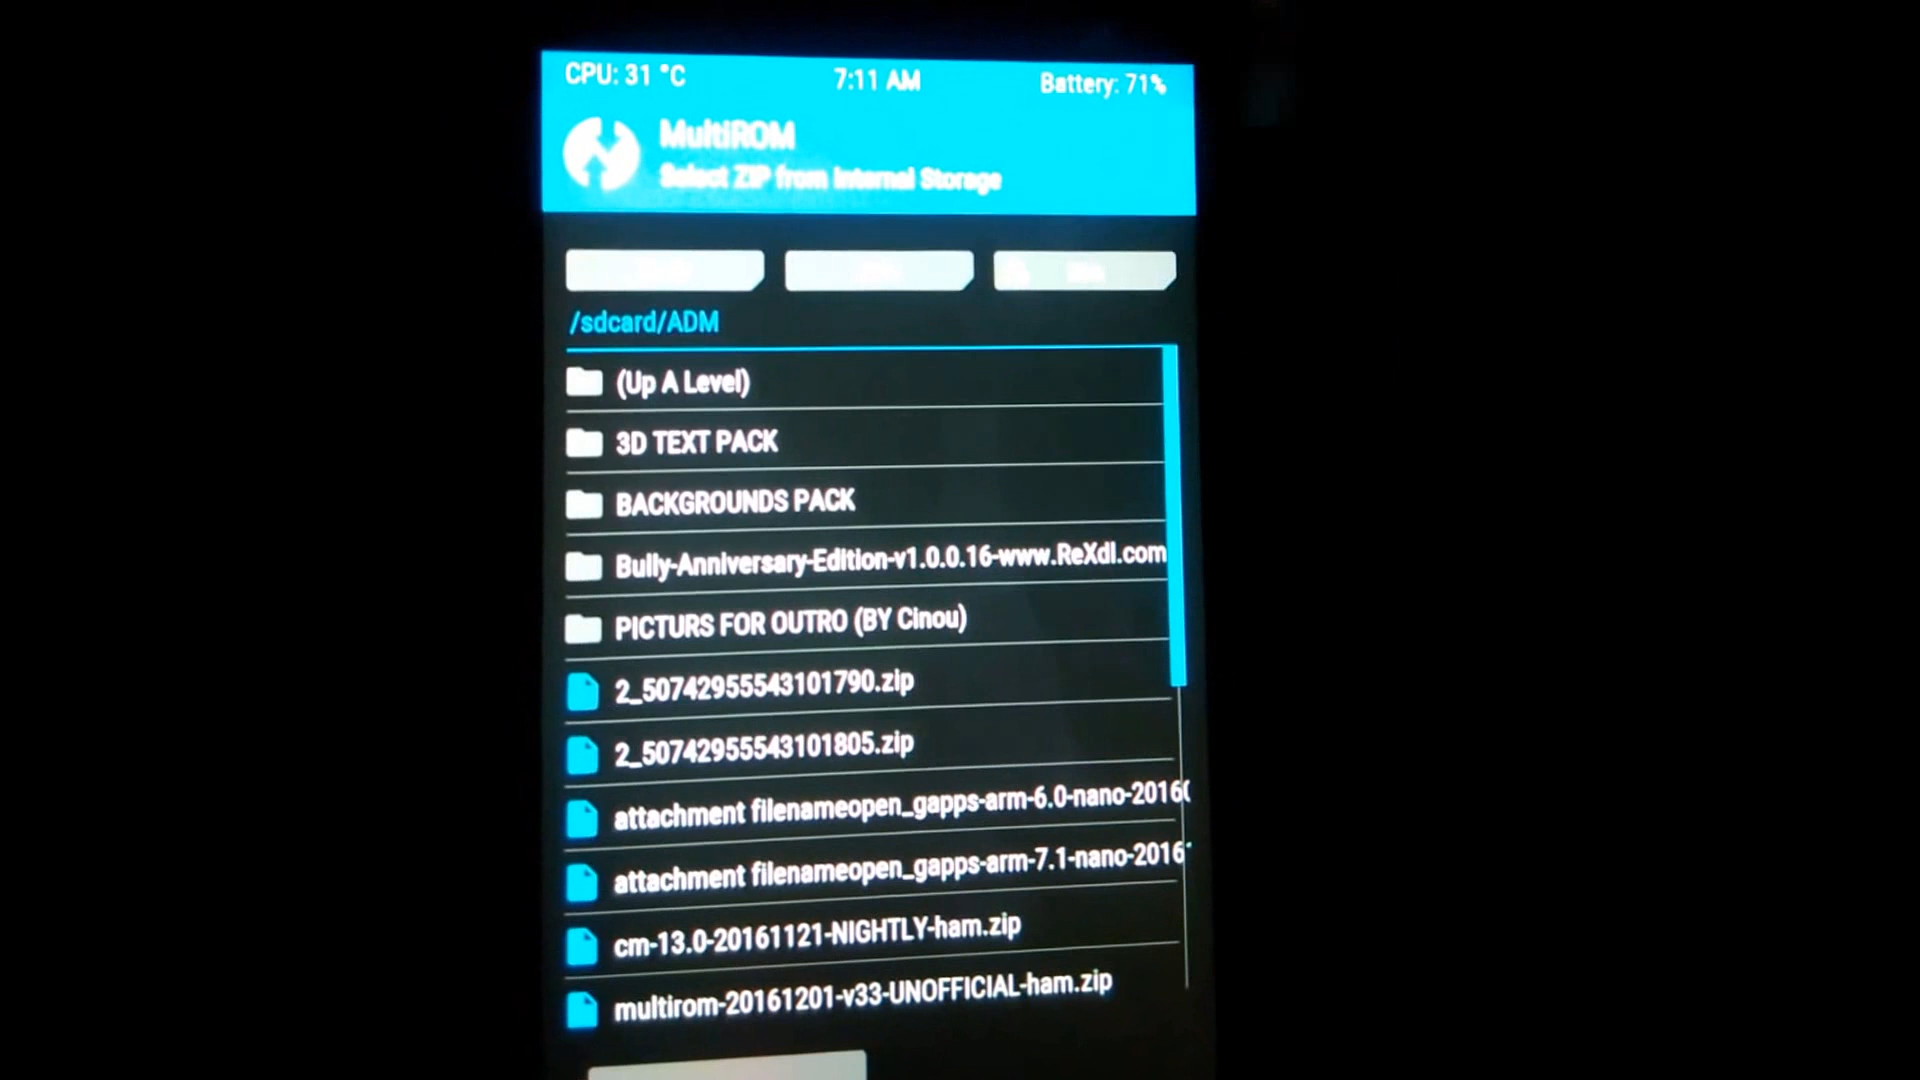 CPU: 31 °C 7:11 AM Battery: 71%
MultiROM
Select ZIP from Internal Storage
/sdcard/ADM
(Up A Level)
3D TEXT PACK
BACKGROUNDS PACK
Bully-Anniversary-Edition-v1.0.0.16-www.ReXdl.com
PICTURS FOR OUTRO (BY Cinou)
2_50742955543101790.zip
2_50742955543101805.zip
attachment filenameopen_gapps-arm-6.0-nano-2016
attachment filenameopen_gapps-arm-7.1-nano-2016
cm-13.0-20161121-NIGHTLY-ham.zip
multirom-20161201-v33-UNOFFICIAL-ham.zip